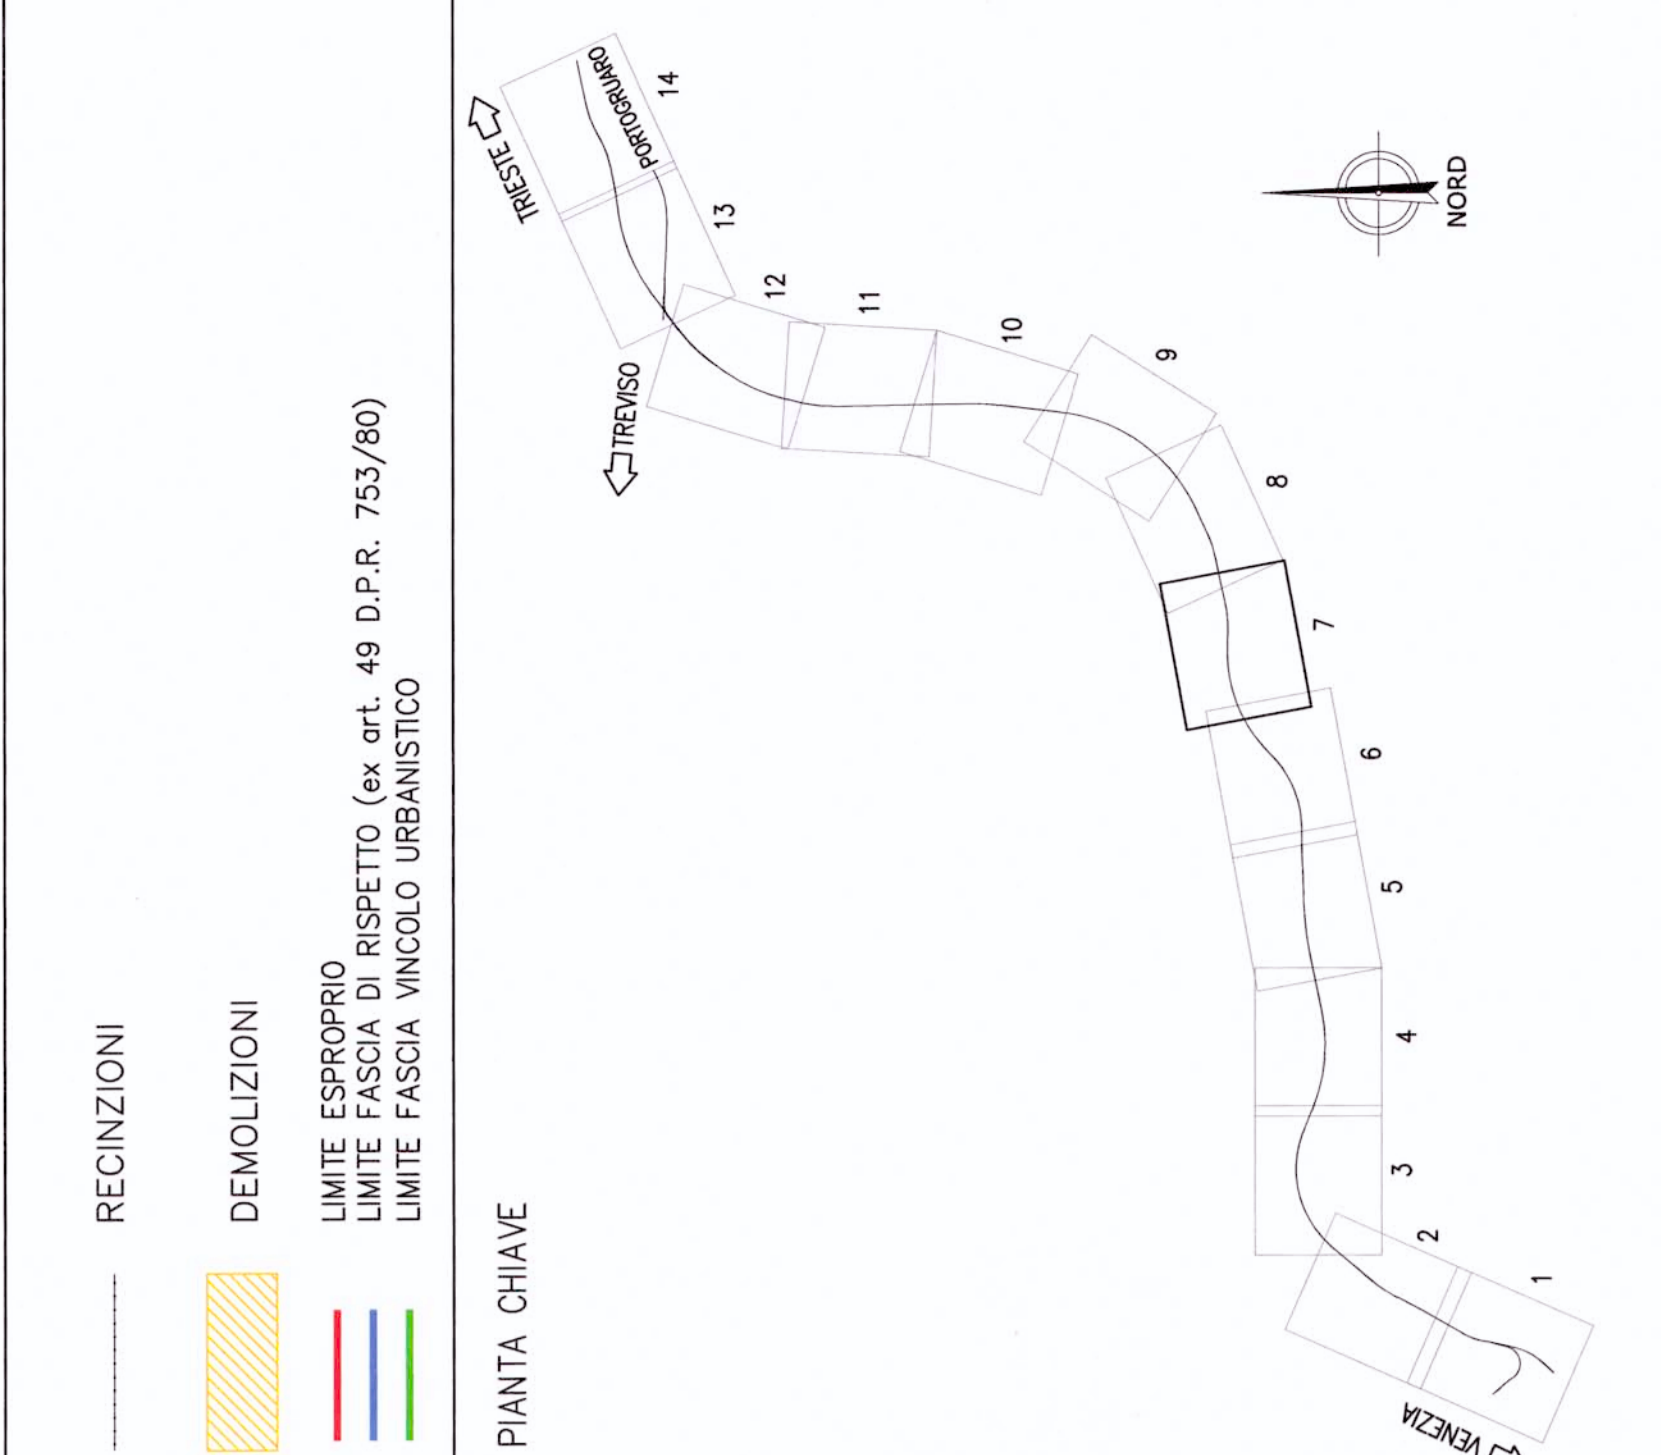 RECINZIONI
DEMOLIZIONI
LIMITE ESPROPRIO
LIMITE FASCIA DI RISPETTO (ex art. 49 D.P.R. 753/80)
LIMITE FASCIA VINCOLO URBANISTICO
PIANTA CHIAVE
VENEZIA
1
2
3
4
5
6
7
8
9
10
11
12
13
14
TREVISO
TRIESTE
PORTOGRUARO
NORD